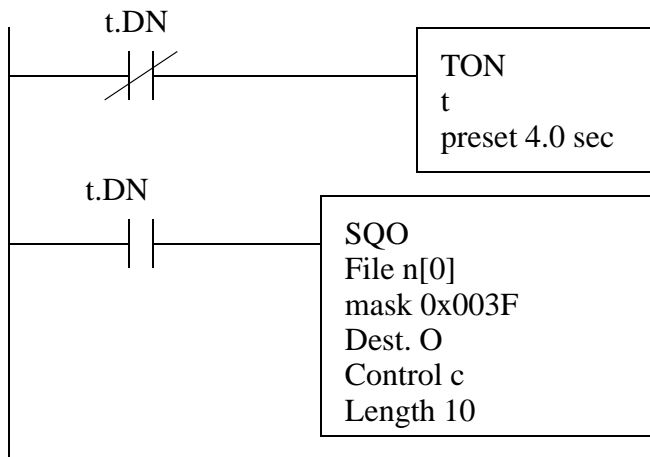 t.DN
TON
t
preset 4.0 sec
t.DN
SQO
File n[0]
mask 0x003F
Dest. O
Control c
Length 10